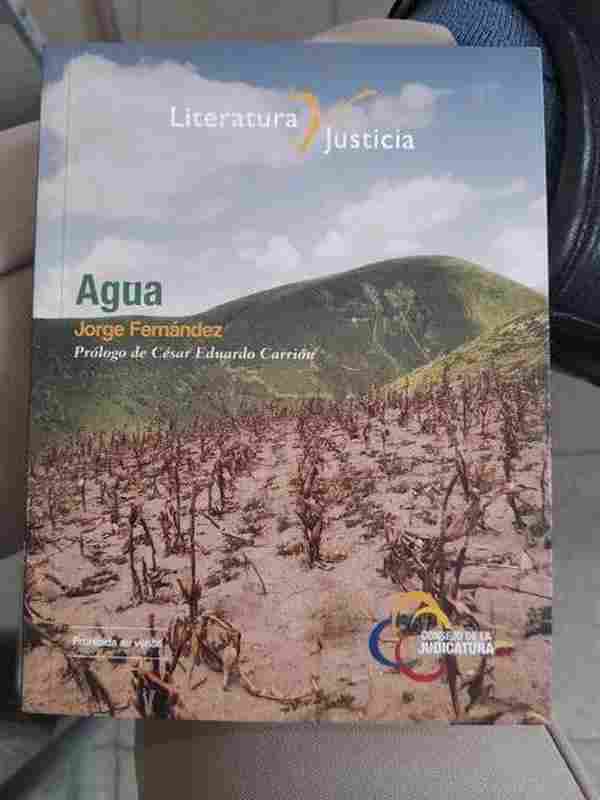 Literatura y
Justicia
Agua
Jorge Fernández
Prólogo de César Eduardo Carrión
Prohibida su venta
CONSEJO DE LA
JUDICATURA